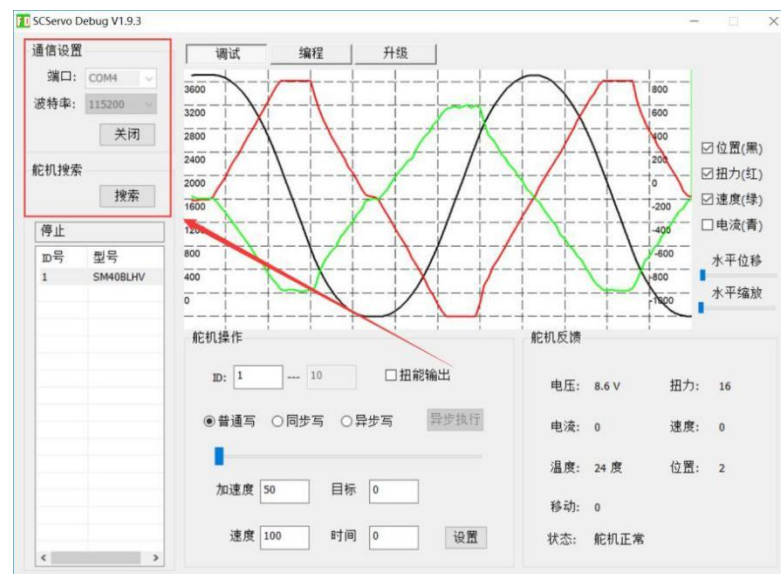 SCServo Debug V1.9.3
通信设置
端口: COM4
波特率: 115200
关闭
舵机搜索
搜索
停止
ID号 型号
1 SM40BLHV
调试 编程 升级
3600 800
3200 600
2800
2400 200
2000 0
1600 -200
1200 400
800 -600
400 -800
0 -1000
位置(黑)
扭力(红)
速度(绿)
电流(青)
水平位移
水平缩放
舵机操作
ID: 1 --- 10 扭能输出
普通写 同步写 异步写 异步执行
加速度 50 目标 0
速度 100 时间 0 设置
舵机反馈
电压: 8.6 V 扭力: 16
电流: 0 速度: 0
温度: 24 度 位置: 2
移动: 0
状态: 舵机正常